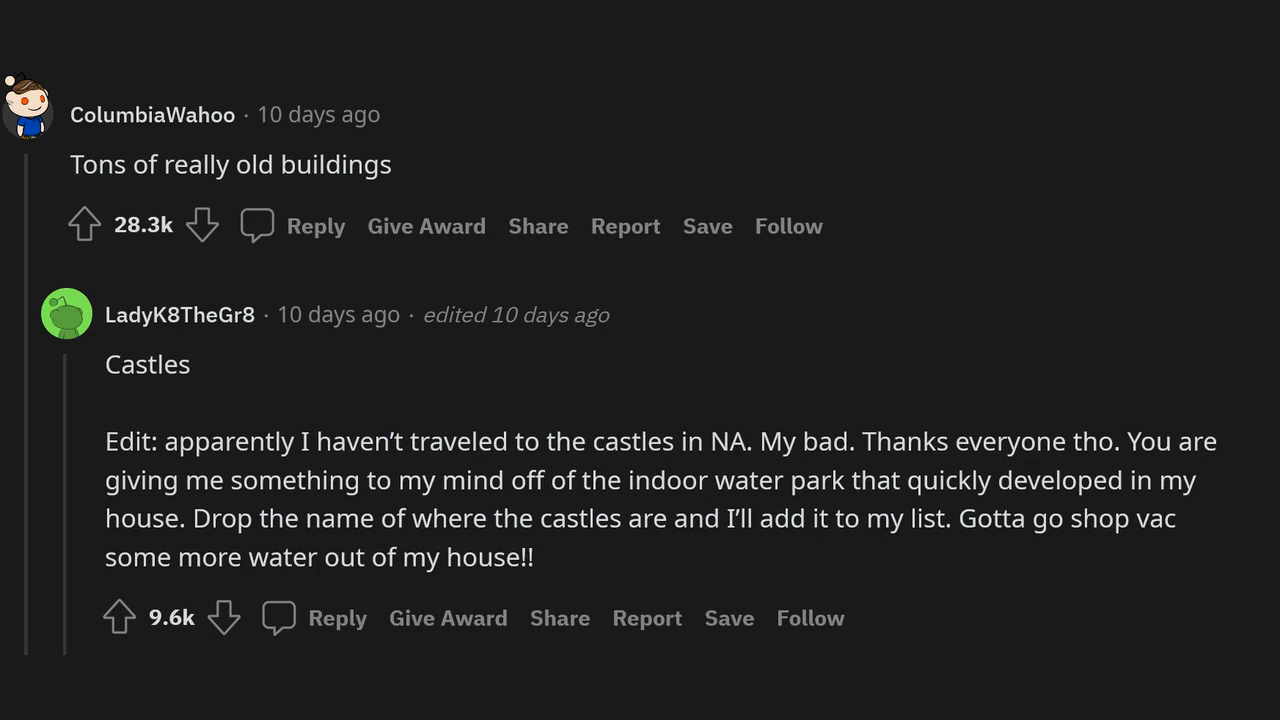 ColumbiaWahoo · 10 days ago
Tons of really old buildings
28.3k Reply Give Award Share Report Save Follow
LadyK8TheGr8 · 10 days ago · edited 10 days ago
Castles
Edit: apparently I haven’t traveled to the castles in NA. My bad. Thanks everyone tho. You are
giving me something to my mind off of the indoor water park that quickly developed in my
house. Drop the name of where the castles are and I’ll add it to my list. Gotta go shop vac
some more water out of my house!!
9.6k Reply Give Award Share Report Save Follow